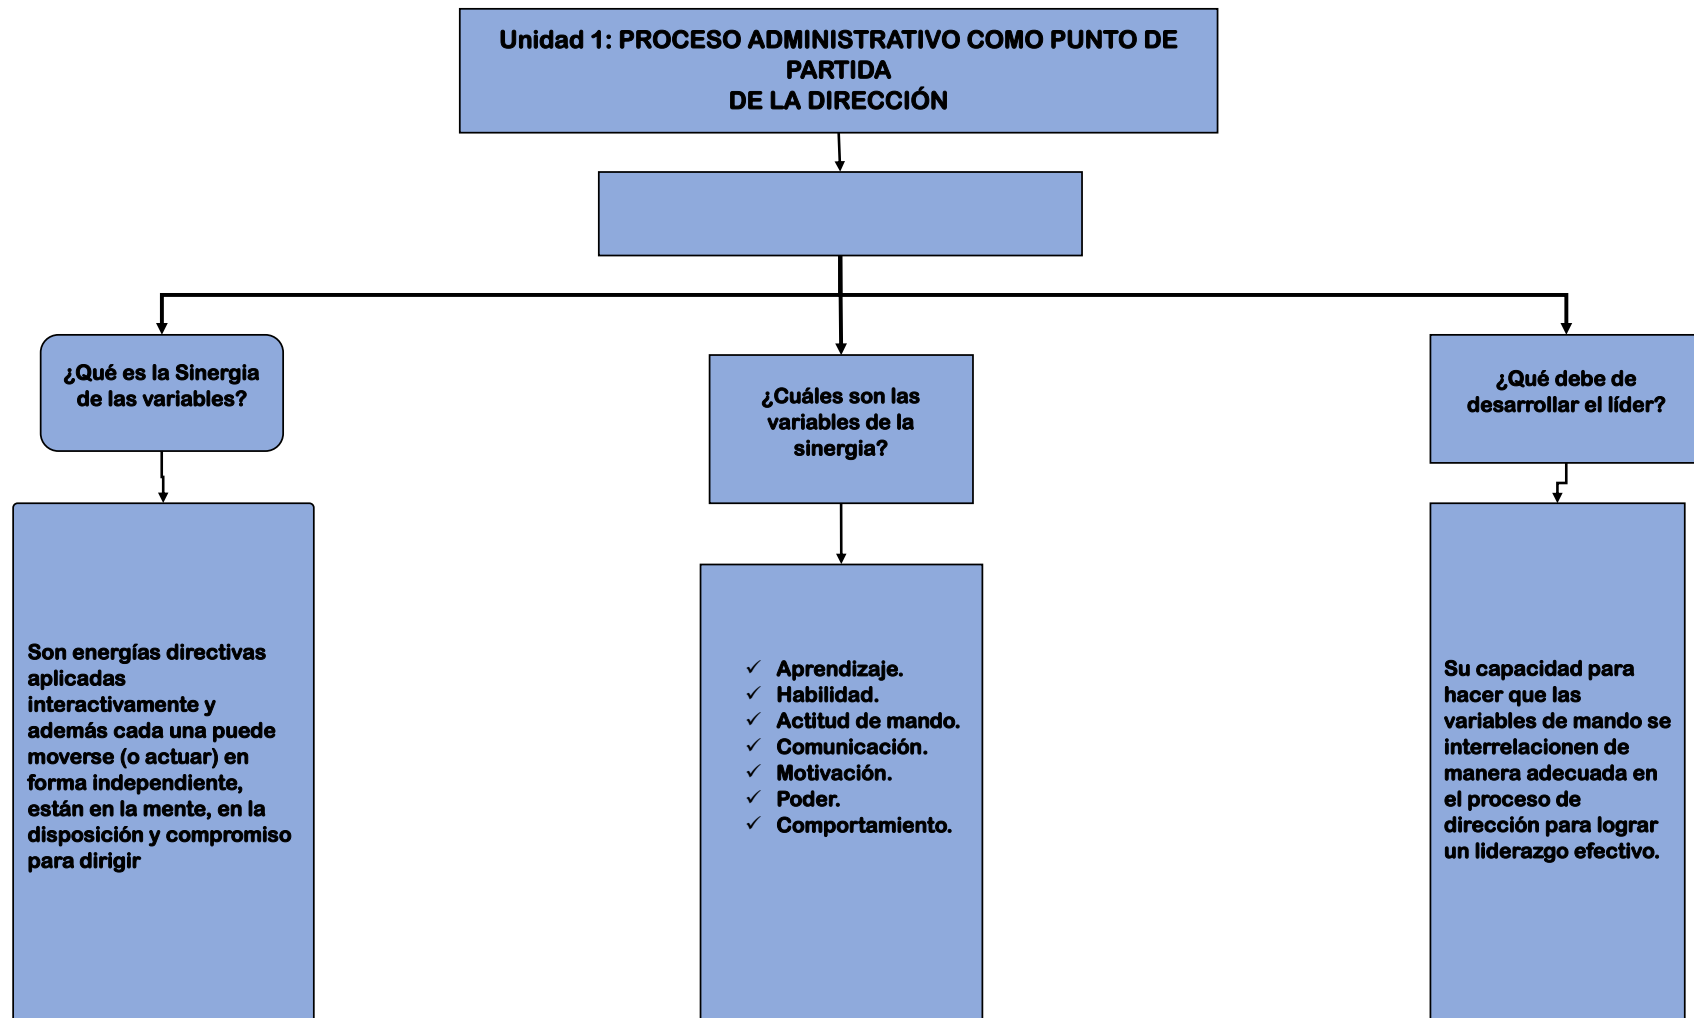 Unidad 1: PROCESO ADMINISTRATIVO COMO PUNTO DE
PARTIDA
DE LA DIRECCIÓN
¿Qué es la Sinergia
de las variables?
¿Cuáles son las
variables de la
sinergia?
¿Qué debe de
desarrollar el líder?
Son energías directivas
aplicadas
interactivamente y
además cada una puede
moverse (o actuar) en
forma independiente,
están en la mente, en la
disposición y compromiso
para dirigir
✓ Aprendizaje.
✓ Habilidad.
✓ Actitud de mando.
✓ Comunicación.
✓ Motivación.
✓ Poder.
✓ Comportamiento.
Su capacidad para
hacer que las
variables de mando se
interrelacionen de
manera adecuada en
el proceso de
dirección para lograr
un liderazgo efectivo.